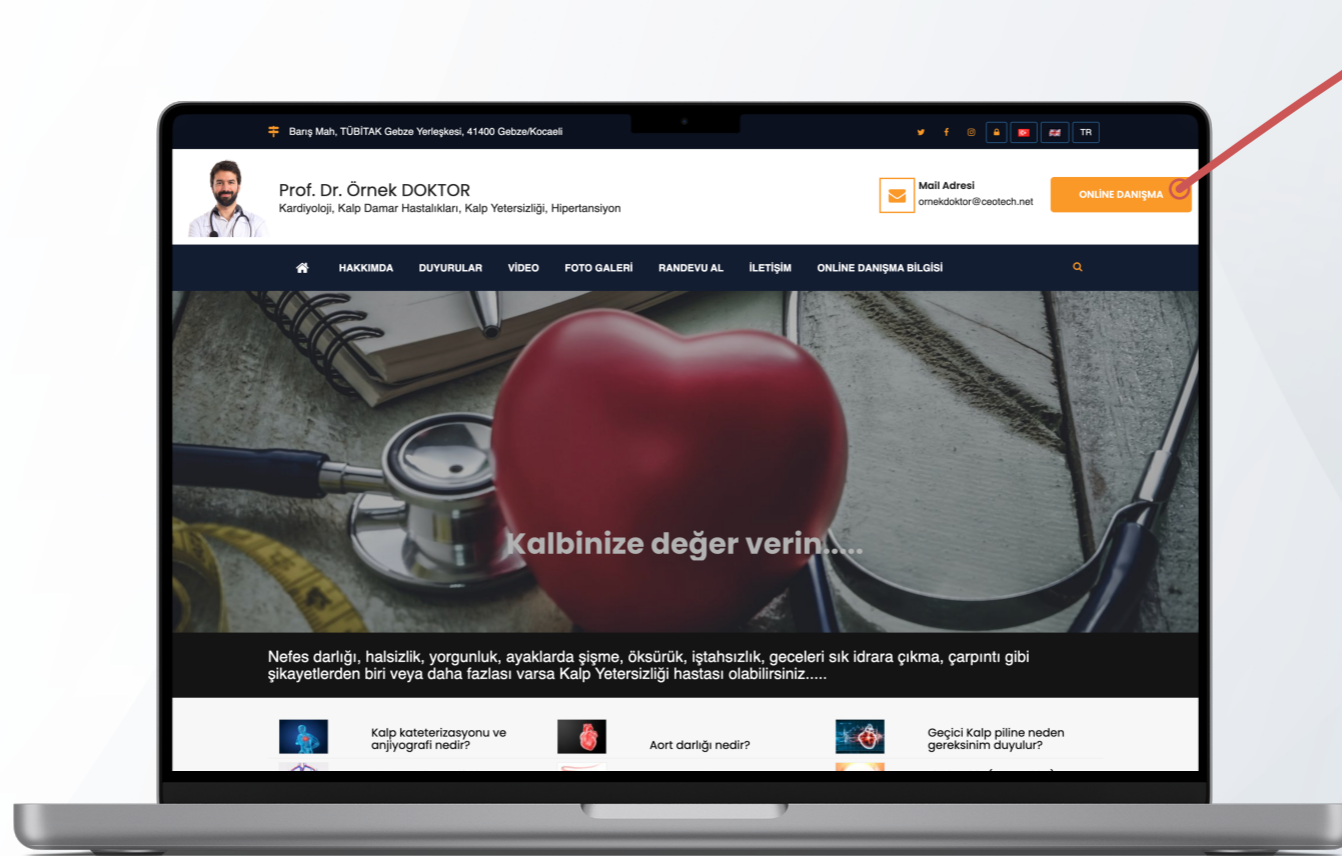 Barış Mah, TÜBİTAK Gebze Yerleşkesi, 41400 Gebze/Kocaeli
TR
Prof. Dr. Örnek DOKTOR
Kardiyoloji, Kalp Damar Hastalıkları, Kalp Yetersizliği, Hipertansiyon
Mail Adresi
ornekdoktor@ceotech.net
ONLİNE DANIŞMA
HAKKIMDA DUYURULAR VİDEO FOTO GALERİ RANDEVU AL İLETİŞİM ONLİNE DANIŞMA BİLGİSİ
Kalbinize değer verin.....
Nefes darlığı, halsizlik, yorgunluk, ayaklarda şişme, öksürük, iştahsızlık, geceleri sık idrara çıkma, çarpıntı gibi
şikayetlerden biri veya daha fazlası varsa Kalp Yetersizliği hastası olabilirsiniz.....
Kalp kateterizasyonu ve
anjiyografi nedir?
Aort darlığı nedir?
Geçici Kalp piline neden
gereksinim duyulur?